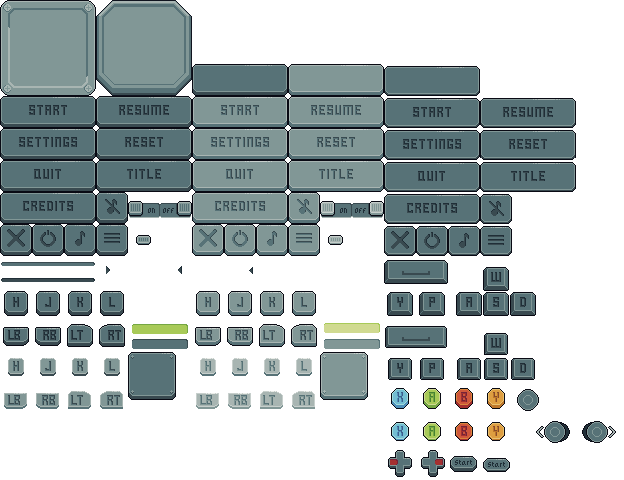 START RESUME START RESUME START RESUME
SETTINGS RESET SETTINGS RESET SETTINGS RESET
QUIT TITLE QUIT TITLE QUIT TITLE
CREDITS ON OFF CREDITS ON OFF CREDITS
W
H J K L H J K L Y P A S D
LB RB LT RT LB RB LT RT
W
H J K L H J K L Y P A S D
LB RB LT RT LB RB LT RT X A B Y
X A B Y
Start Start